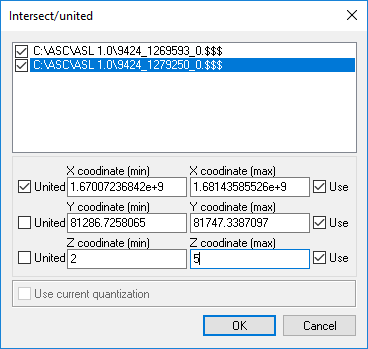 Intersect/united
C:\ASC\ASL 1.0\9424_1269593_0.$$$
C:\ASC\ASL 1.0\9424_1279250_0.$$$
X coodinate (min) X coodinate (max)
United 1.67007236842e+9 1.68143585526e+9 Use
Y coodinate (min) Y coodinate (max)
United 81286.7258065 81747.3387097 Use
Z coodinate (min) Z coodinate (max)
United 2 5 Use
Use current quantization
OK Cancel